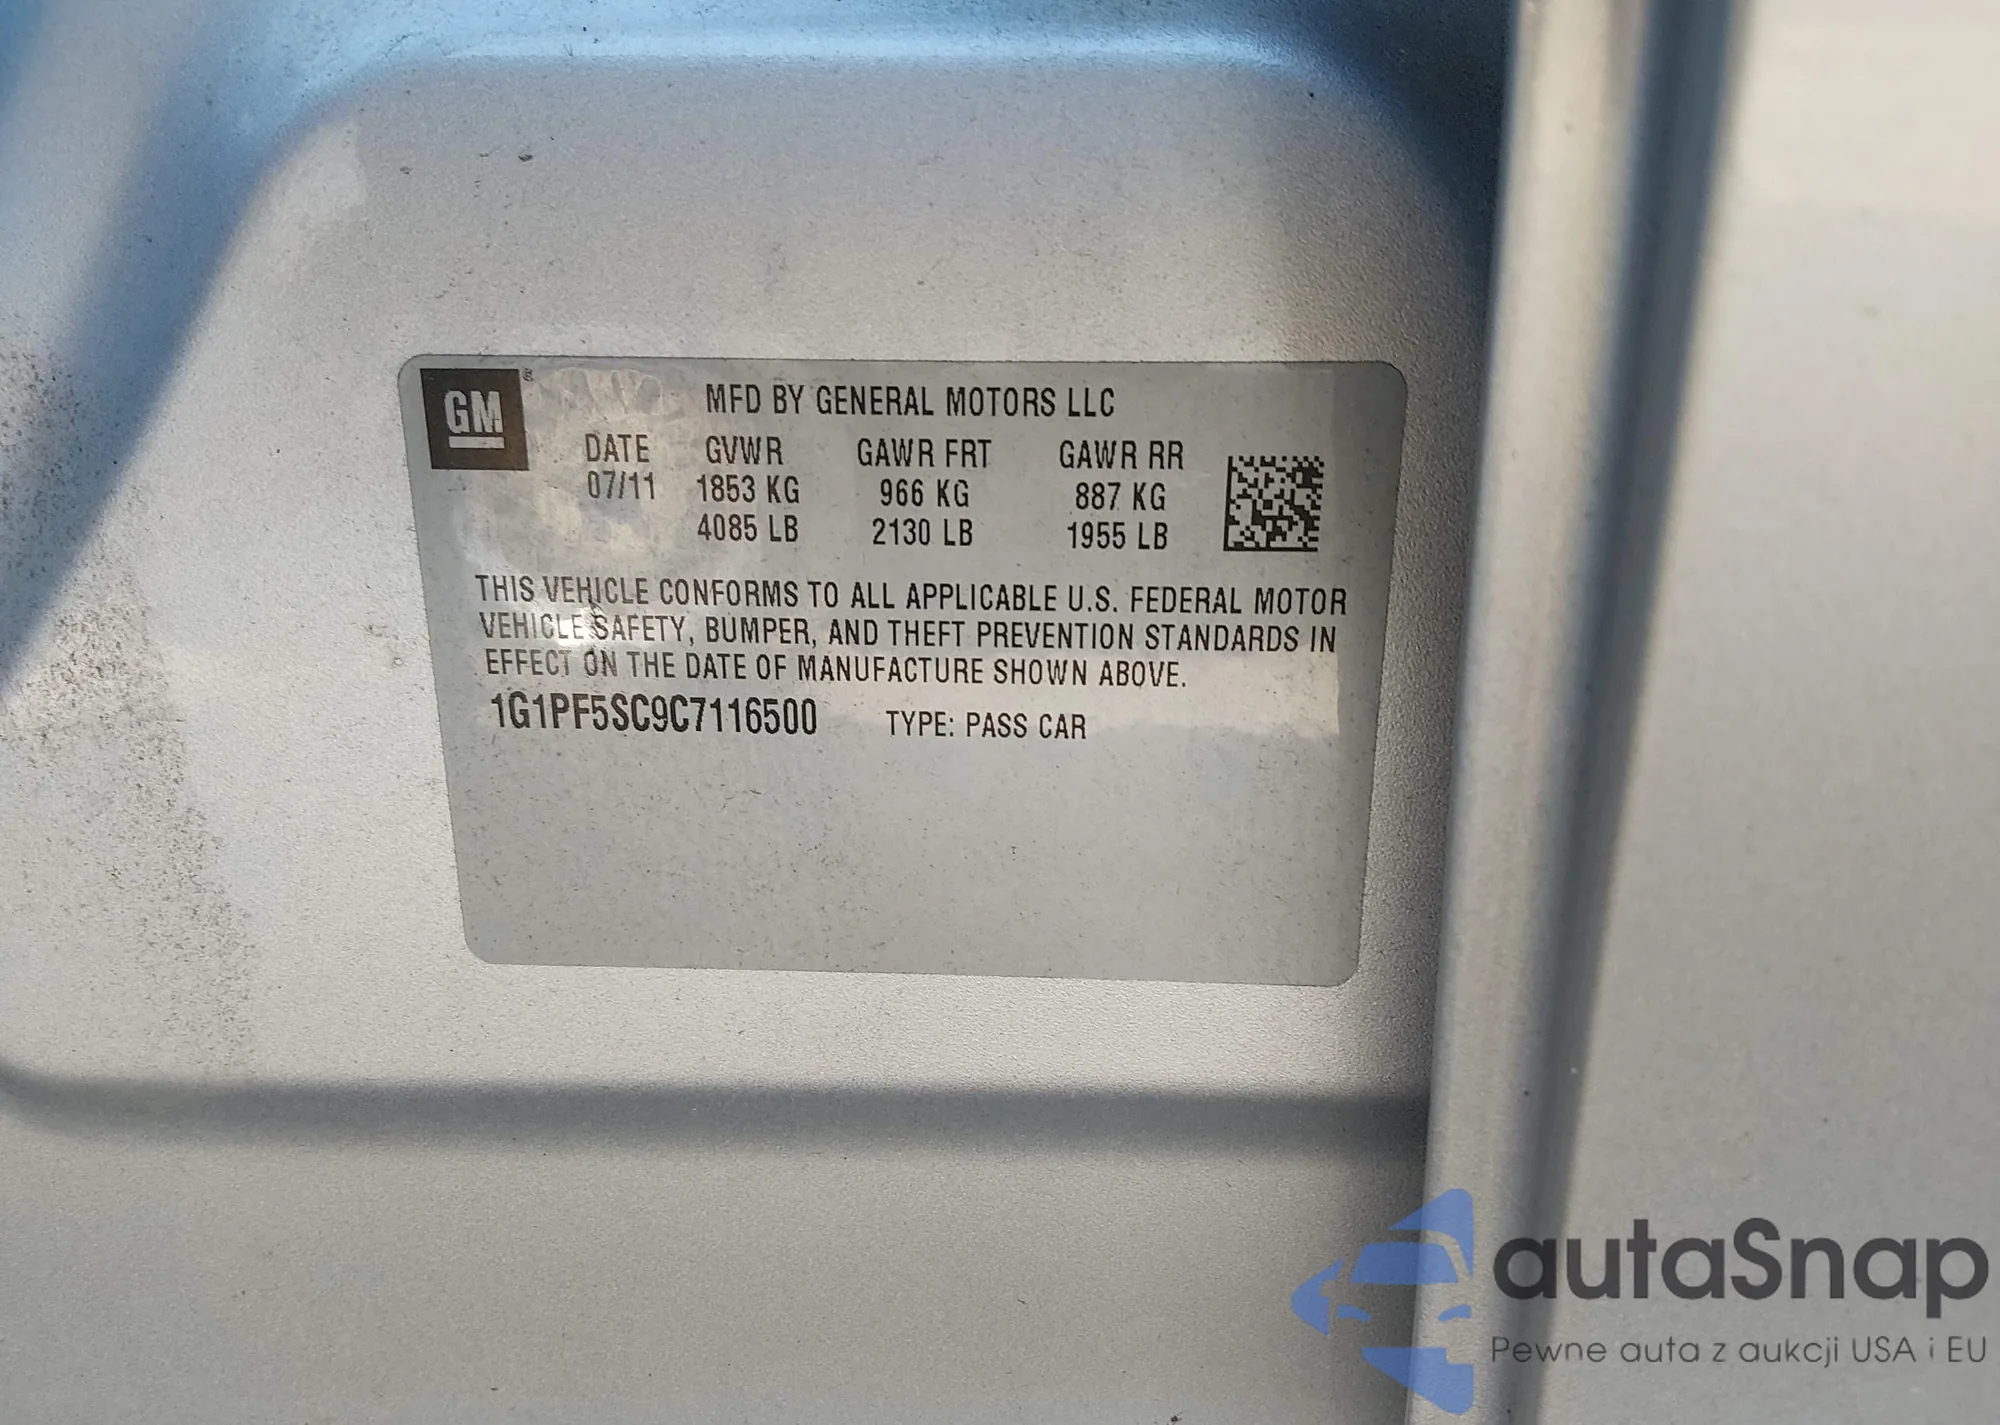 GM ® MFD BY GENERAL MOTORS LLC
DATE GVWR GAWR FRT GAWR RR
07/11 1853 KG 966 KG 887 KG
4085 LB 2130 LB 1955 LB
THIS VEHICLE CONFORMS TO ALL APPLICABLE U.S. FEDERAL MOTOR
VEHICLE SAFETY, BUMPER, AND THEFT PREVENTION STANDARDS IN
EFFECT ON THE DATE OF MANUFACTURE SHOWN ABOVE.
1G1PF5SC9C7116500 TYPE: PASS CAR
autaSnap
Pewne auta z aukcji USA i EU